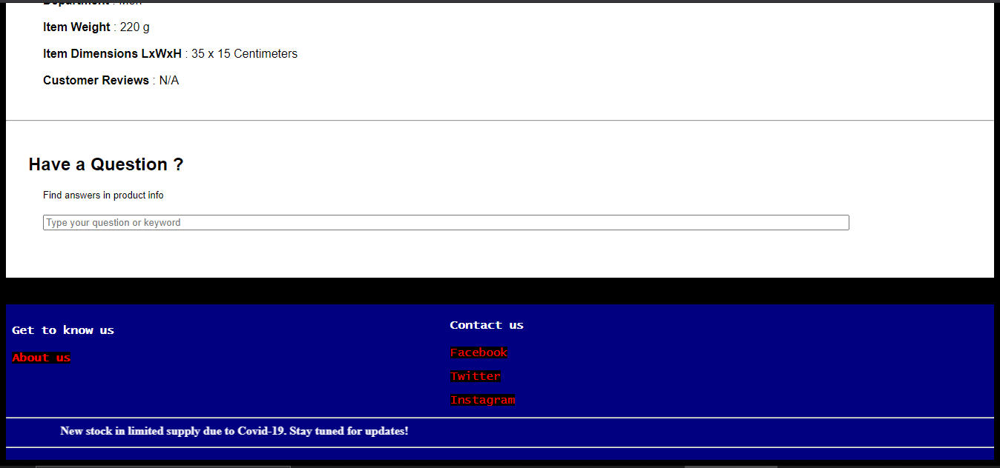 Department : Men
Item Weight : 220 g
Item Dimensions LxWxH : 35 x 15 Centimeters
Customer Reviews : N/A
Have a Question ?
Find answers in product info
Type your question or keyword
Get to know us
About us
Contact us
Facebook
Twitter
Instagram
New stock in limited supply due to Covid-19. Stay tuned for updates!